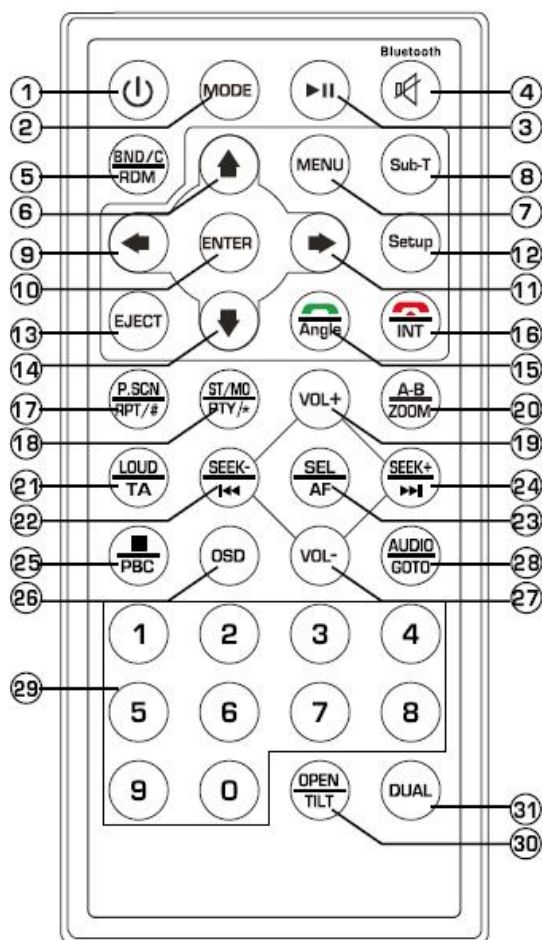 Bluetooth
1 MODE 4
2 3
BND/C
RDM MENU Sub-T
5 8
6 7
ENTER Setup
9 12
10 11
EJECT Angle INT
13 16
14 15
P.SCN ST/MO VOL+ A-B
RPT/# PTY/* ZOOM
17 20
18 19
LOUD SEEK- SEL SEEK+
TA AF
21 24
22 23
PBC OSD VOL- AUDIO
GOTO
25 28
26 27
1 2 3 4
29
5 6 7 8
9 0 OPEN
TILT DUAL
31
30